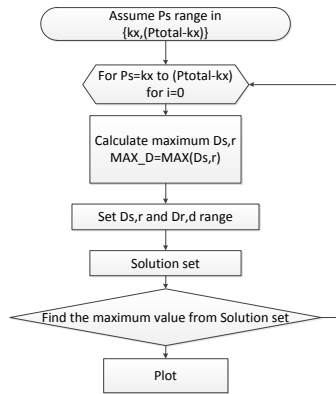 Assume Ps range in
{kx,(Ptotal-kx)}
For Ps=kx to (Ptotal-kx)
for i=0
Calculate maximum Ds,r
MAX_D=MAX(Ds,r)
Set Ds,r and Dr,d range
Solution set
Find the maximum value from Solution set
Plot